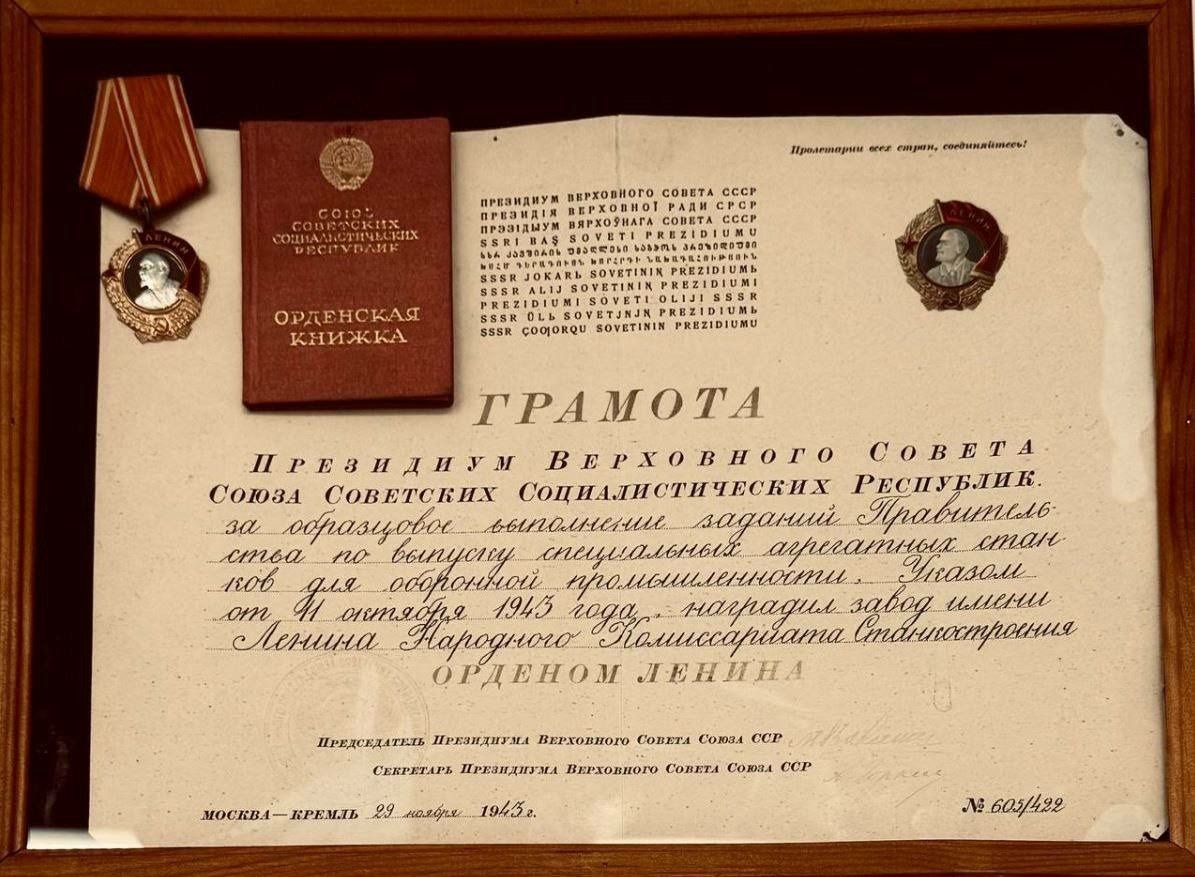 ЛЕНИН
СОЮЗ
СОВЕТСКИХ
СОЦИАЛИСТИЧЕСКИХ
РЕСПУБЛИК
ОРДЕНСКАЯ
КНИЖКА
Пролетарии всех стран, соединяйтесь!
ПРЕЗИДИУМ ВЕРХОВНОГО СОВЕТА СССР
ПРЕЗИДІЯ ВЕРХОВНОЇ РАДИ СРСР
ПРЭЗІДЫУМ ВЯРХОЎНАГА СОВЕТА СССР
SSRI BAŞ SOVETI PREZIDIUMU
SSSR JOKARЬ SOVETINIꞐ PREZIDIUMЬ
SSSR ALIJ SOVETININ PREZIDIUMI
PREZIDIUMI SOVETI OLIJI SSSR
SSSR ÜLЬ SOVETJNJꞐ PREZIDIUMЬ
SSSR ÇOOJORQU SOVETININ PREZIDIUMU
ЛЕНИН
ГРАМОТА
ПРЕЗИДИУМ ВЕРХОВНОГО СОВЕТА
СОЮЗА СОВЕТСКИХ СОЦИАЛИСТИЧЕСКИХ РЕСПУБЛИК.
за образцовое выполнение заданий Правитель-
ства по выпуску специальных агрегатных стан-
ков для оборонной промышленности. Указом
от 11 октября 1943 года, наградил завод имени
Ленина Народного Комиссариата Станкостроения
ОРДЕНОМ ЛЕНИНА
ПРЕДСЕДАТЕЛЬ ПРЕЗИДИУМА ВЕРХОВНОГО СОВЕТА СОЮЗА ССР
СЕКРЕТАРЬ ПРЕЗИДИУМА ВЕРХОВНОГО СОВЕТА СОЮЗА ССР
МОСКВА—КРЕМЛЬ 29 ноября 1943 г.
№ 605/422